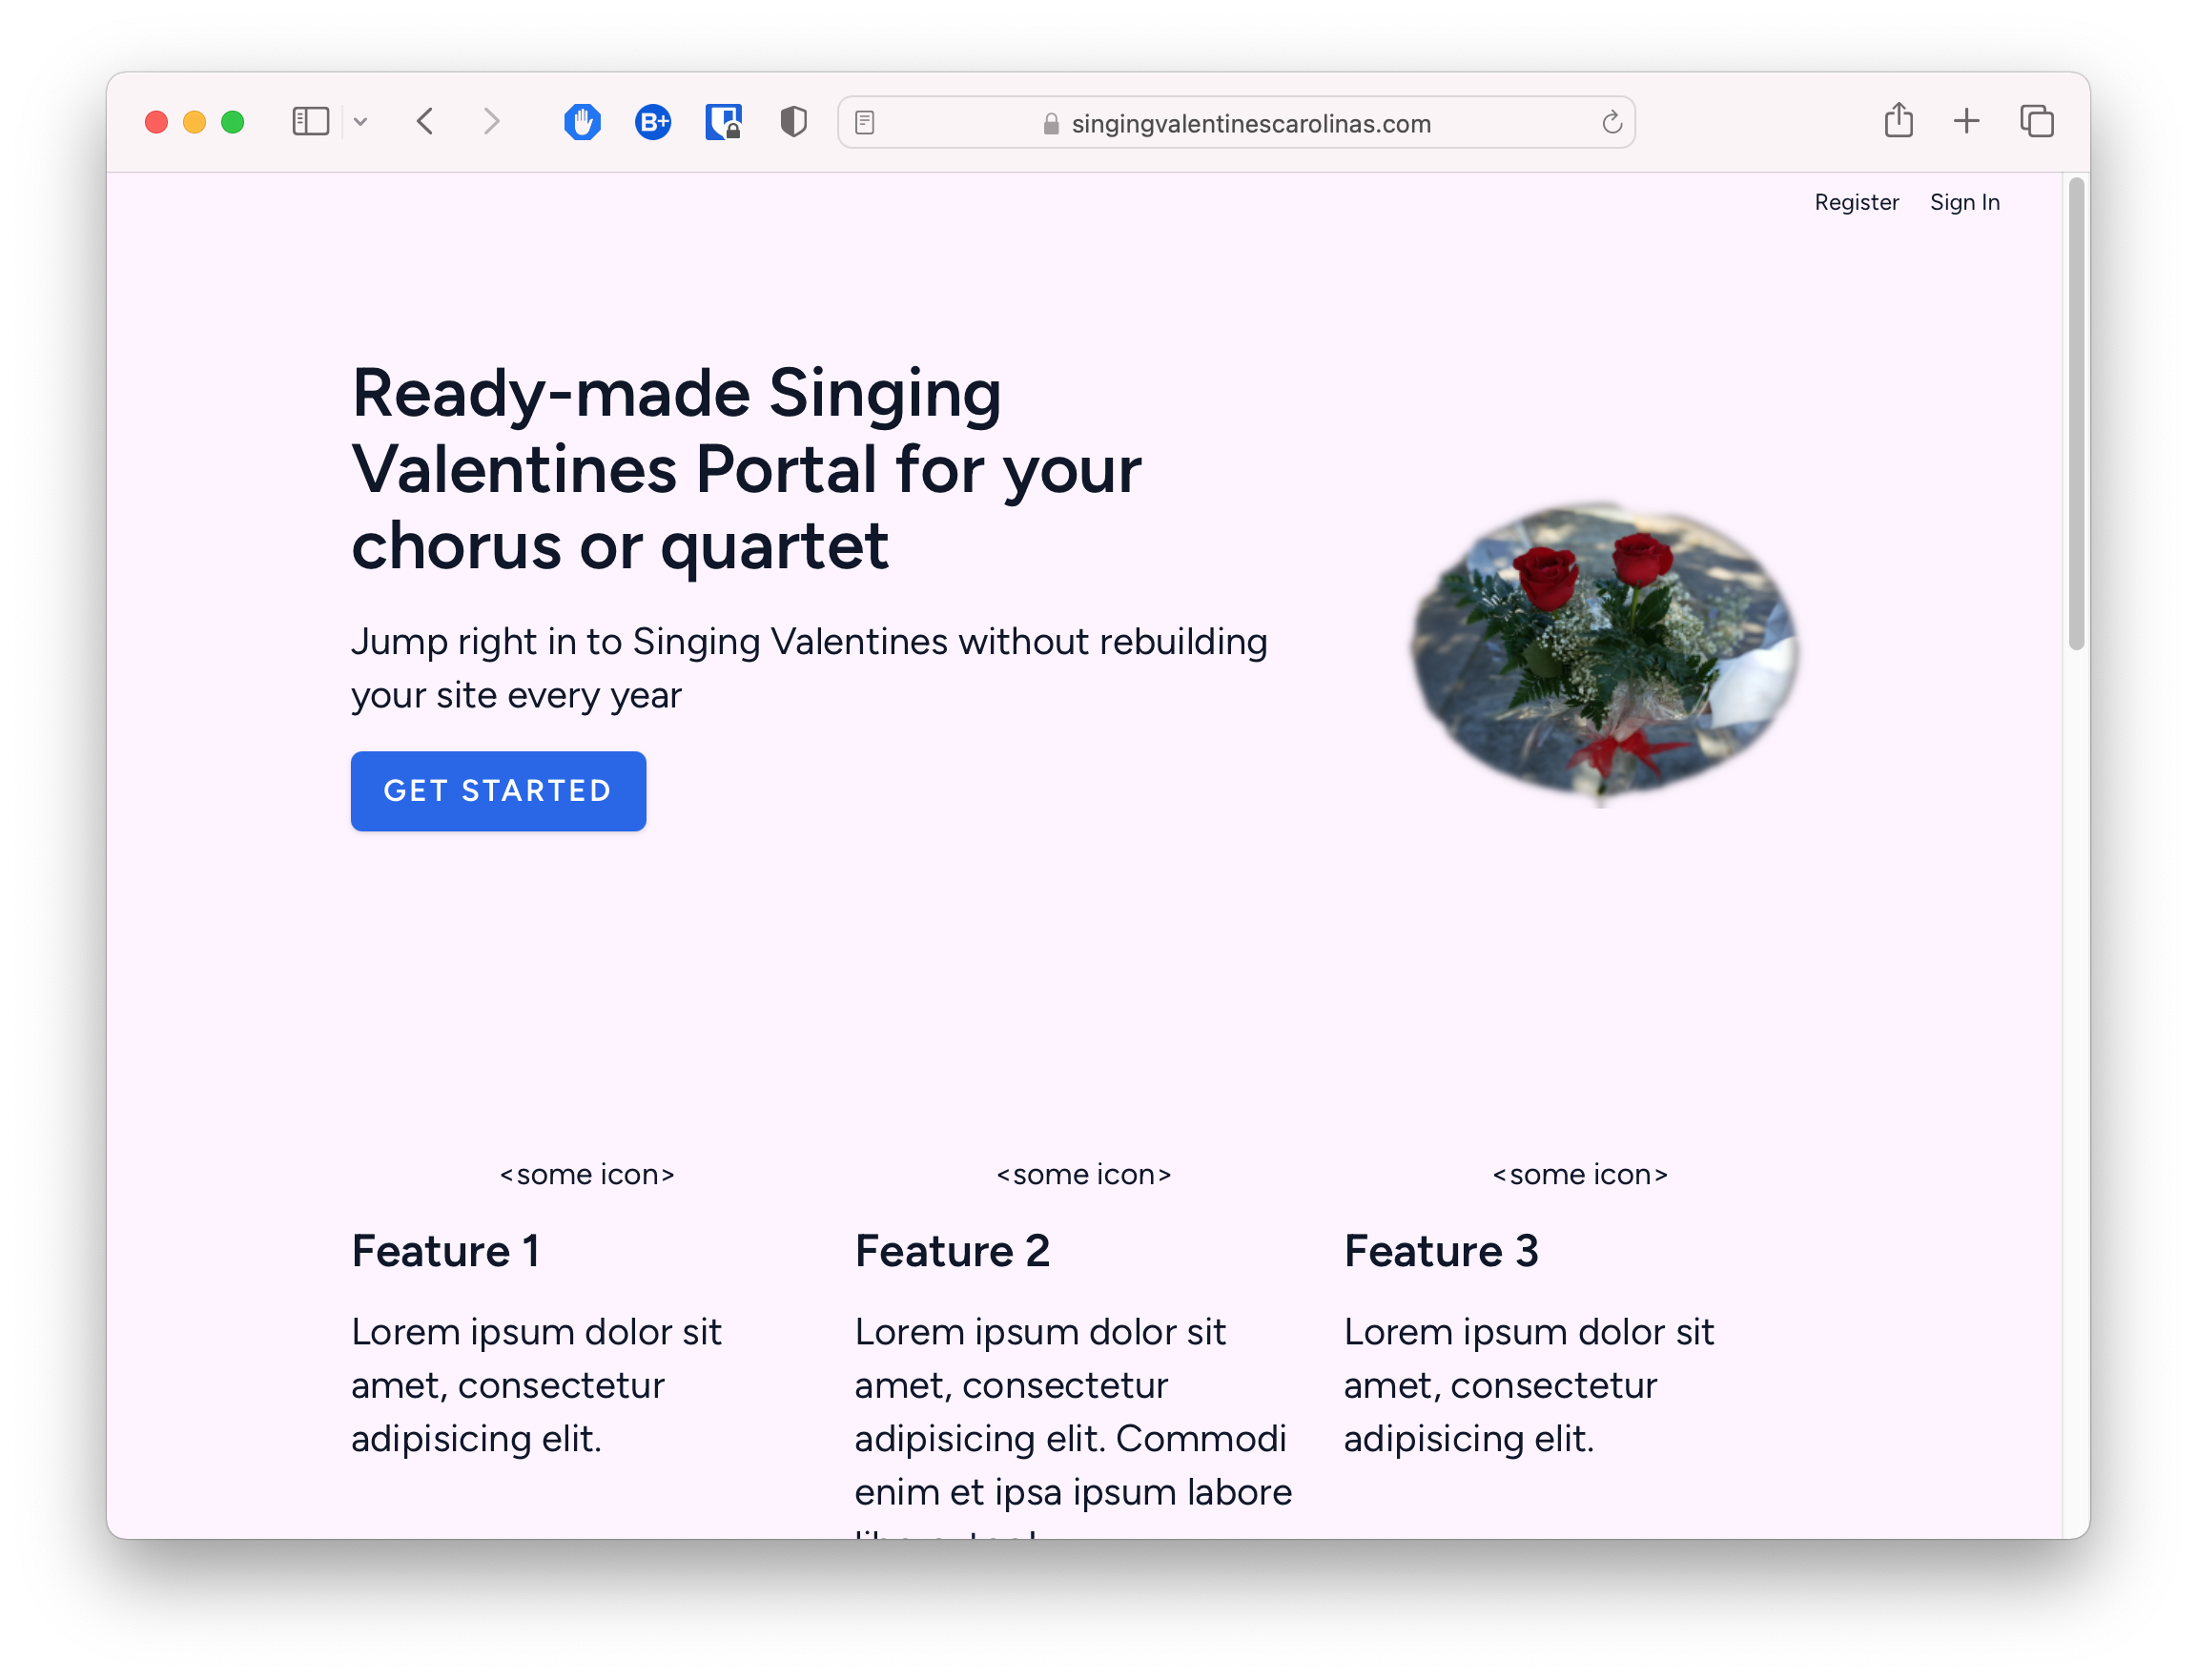 B+
singingvalentinescarolinas.com
Register Sign In
Ready-made Singing
Valentines Portal for your
chorus or quartet
Jump right in to Singing Valentines without rebuilding
your site every year
GET STARTED
<some icon>
Feature 1
Lorem ipsum dolor sit
amet, consectetur
adipisicing elit.
<some icon>
Feature 2
Lorem ipsum dolor sit
amet, consectetur
adipisicing elit. Commodi
enim et ipsa ipsum labore
<some icon>
Feature 3
Lorem ipsum dolor sit
amet, consectetur
adipisicing elit.